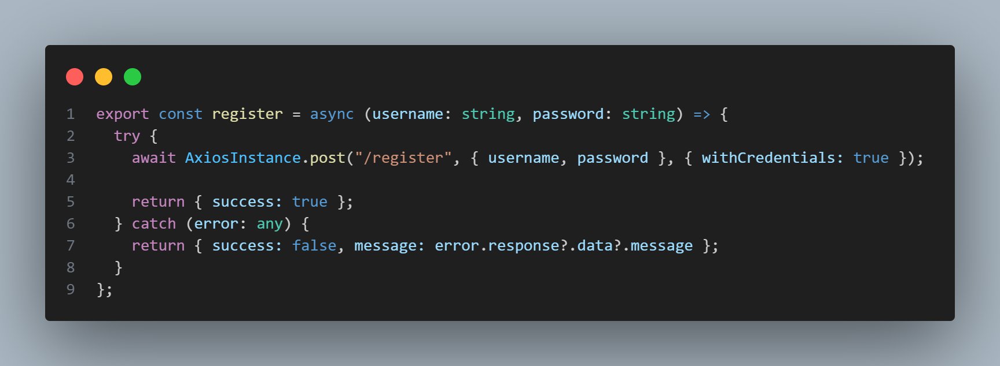 1 export const register = async (username: string, password: string) => {
2 try {
3 await AxiosInstance.post("/register", { username, password }, { withCredentials: true });
4
5 return { success: true };
6 } catch (error: any) {
7 return { success: false, message: error.response?.data?.message };
8 }
9 };